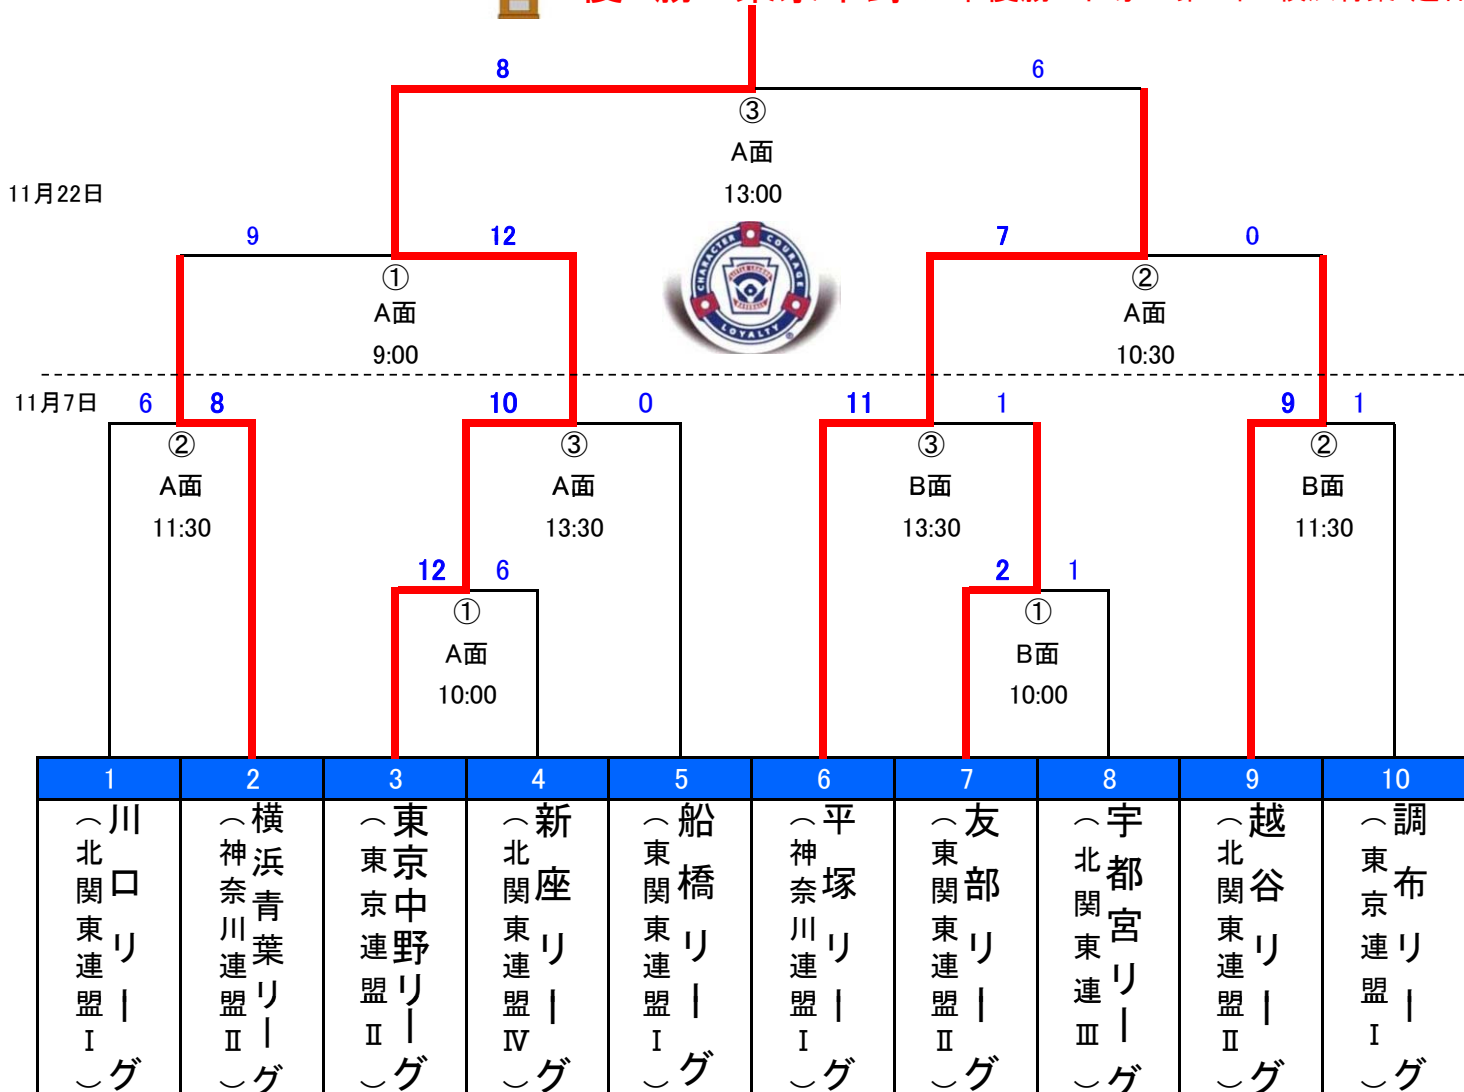 8 6
③
A面
13:00
11月22日
CHARACTER COURAGE LOYALTY
9 12 7 0
① ②
A面 A面
9:00 10:30
11月7日 6 8 10 0 11 1 9 1
② ③ ③ ②
A面 A面 B面 B面
11:30 13:30 13:30 11:30
12 6 2 1
① ①
A面 B面
10:00 10:00
1 2 3 4 5 6 7 8 9 10
川口リーグ
（北関東連盟Ⅰ）
横浜青葉リーグ
（神奈川連盟Ⅱ）
東京中野リーグ
（東京連盟Ⅱ）
新座リーグ
（北関東連盟Ⅳ）
船橋リーグ
（東関東連盟Ⅰ）
平塚リーグ
（神奈川連盟Ⅰ）
友部リーグ
（東関東連盟Ⅱ）
宇都宮リーグ
（北関東連Ⅲ）
越谷リーグ
（北関東連盟Ⅱ）
調布リーグ
（東京連盟Ⅰ）